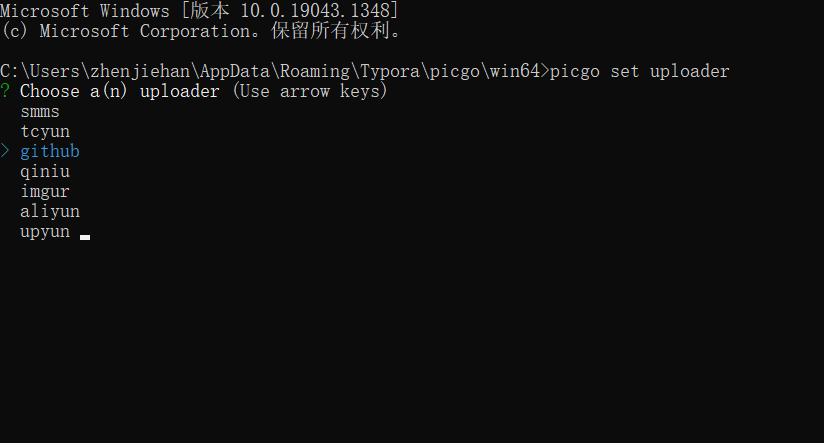 Microsoft Windows [版本 10.0.19043.1348]
(c) Microsoft Corporation。保留所有权利。
C:\Users\zhenjiehan\AppData\Roaming\Typora\picgo\win64>picgo set uploader
? Choose a(n) uploader (Use arrow keys)
smms
tcyun
> github
qiniu
imgur
aliyun
upyun